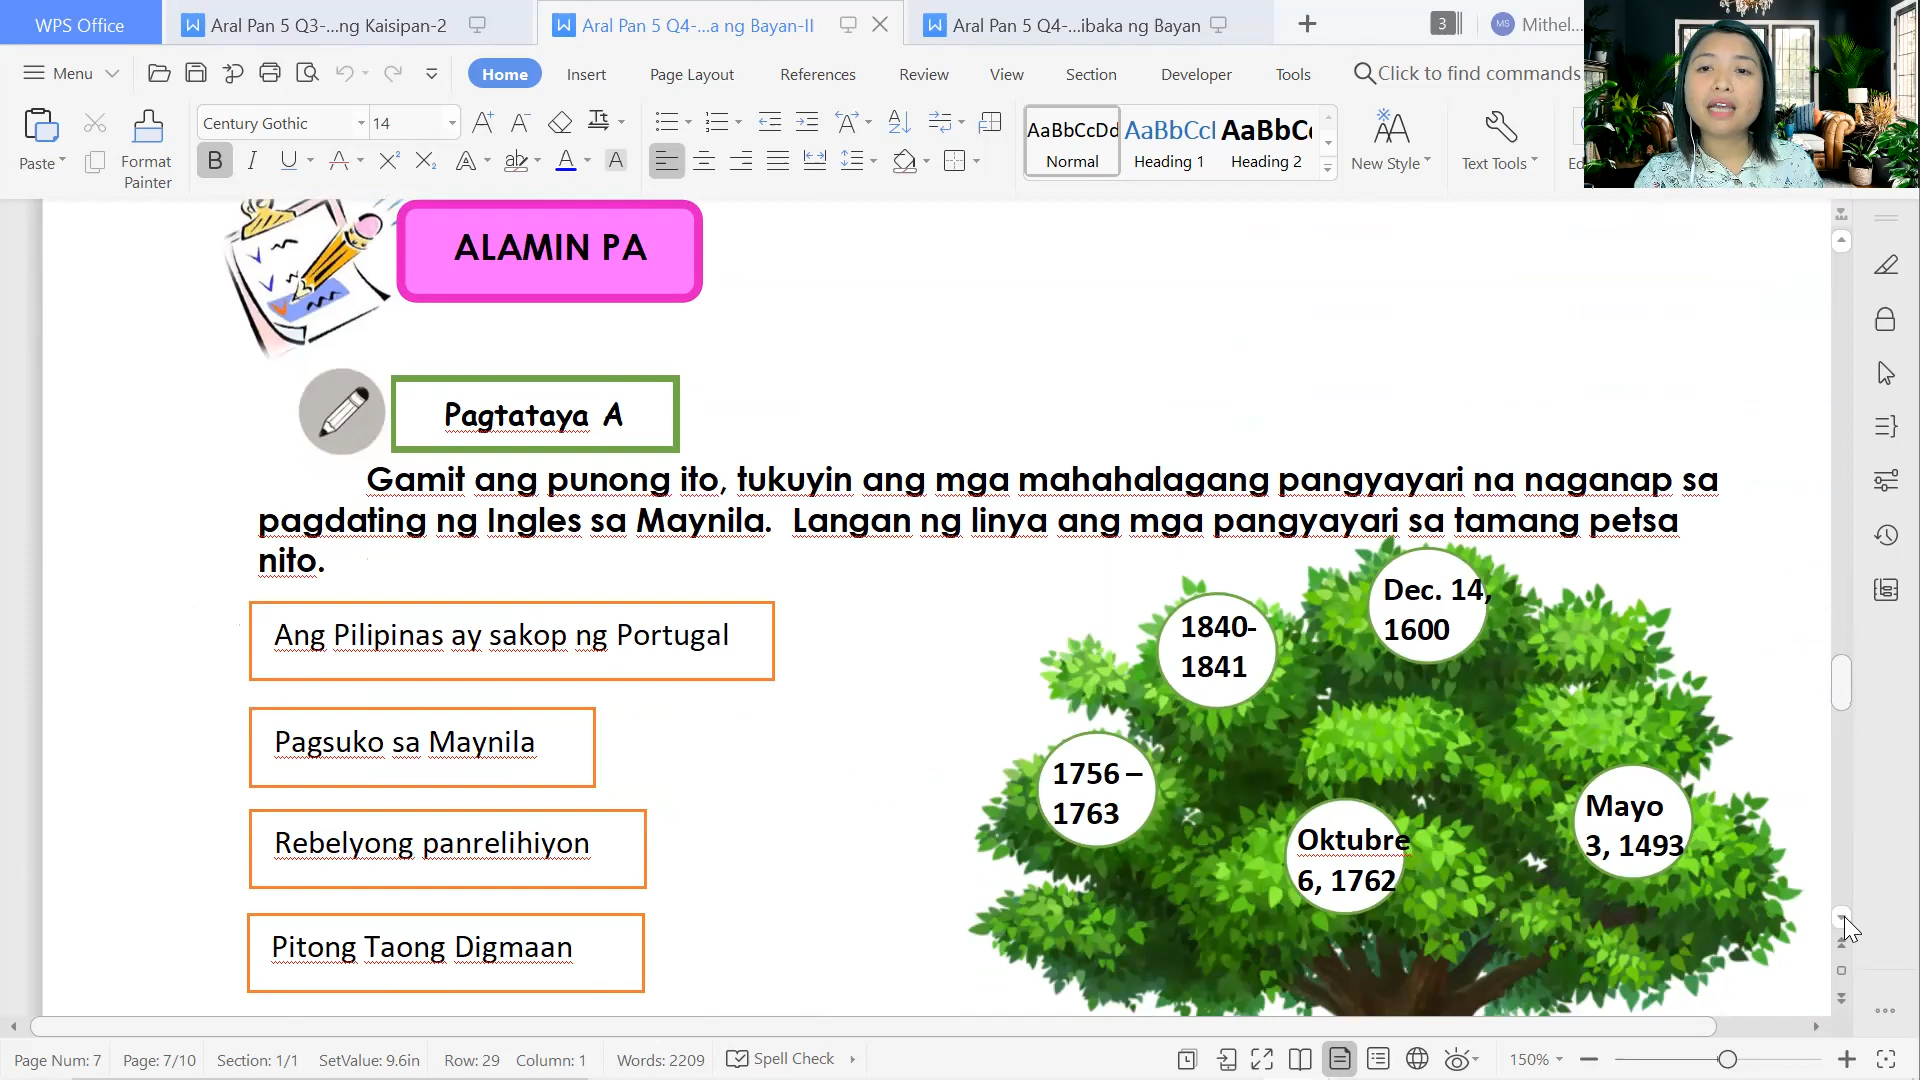 WPS Office
Aral Pan 5 Q3-...ng Kaisipan-2
Aral Pan 5 Q4-...a ng Bayan-II
Aral Pan 5 Q4-...ibaka ng Bayan
3
MS
Mithel...
Menu
Home
Insert
Page Layout
References
Review
View
Section
Developer
Tools
Click to find commands
Paste
Format
Painter
Century Gothic
14
AaBbCcDd
Normal
AaBbCcl
Heading 1
AaBbC
Heading 2
New Style
Text Tools
ALAMIN PA
Pagtataya A
Gamit ang punong ito, tukuyin ang mga mahahalagang pangyayari na naganap sa
pagdating ng Ingles sa Maynila. Langan ng linya ang mga pangyayari sa tamang petsa
nito.
Ang Pilipinas ay sakop ng Portugal
Pagsuko sa Maynila
Rebelyong panrelihiyon
Pitong Taong Digmaan
Dec. 14,
1600
1840-
1841
1756 –
1763
Oktubre
6, 1762
Mayo
3, 1493
Page Num: 7
Page: 7/10
Section: 1/1
SetValue: 9.6in
Row: 29
Column: 1
Words: 2209
Spell Check
150%